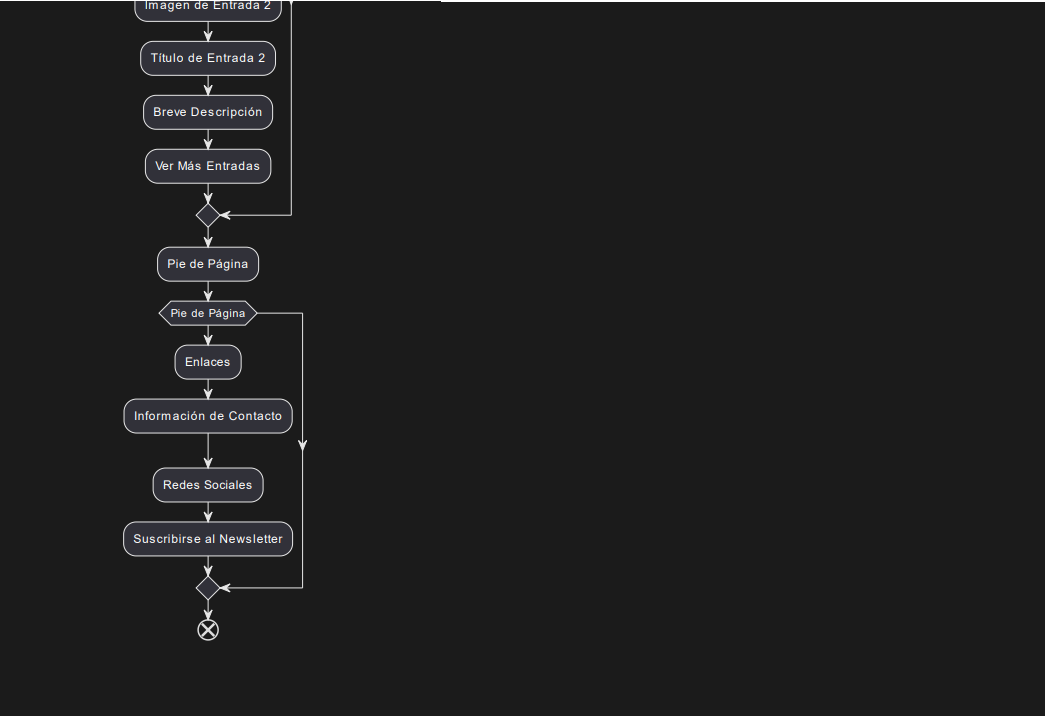 Imagen de Entrada 2
Título de Entrada 2
Breve Descripción
Ver Más Entradas
Pie de Página
Pie de Página
Enlaces
Información de Contacto
Redes Sociales
Suscribirse al Newsletter